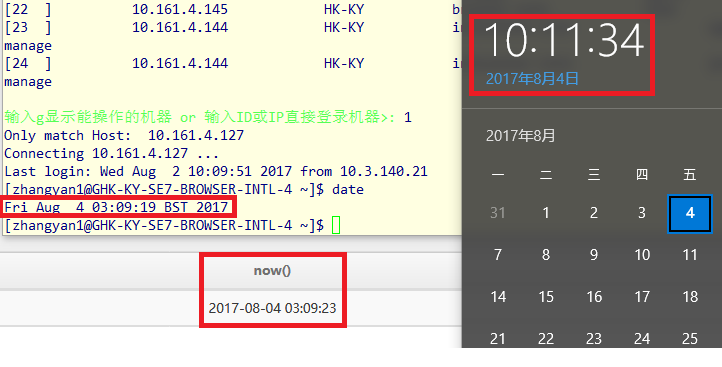 [22  ]          10.161.4.145          HK-KY          b
[23  ]          10.161.4.144          HK-KY          i
manage
[24  ]          10.161.4.144          HK-KY          i
manage
输入g显示能操作的机器 or 输入ID或IP直接登录机器>: 1
Only match Host:  10.161.4.127
Connecting 10.161.4.127 ...
Last login: Wed Aug  2 10:09:51 2017 from 10.3.140.21
[zhangyan1@GHK-KY-SE7-BROWSER-INTL-4 ~]$ date
Fri Aug  4 03:09:19 BST 2017
[zhangyan1@GHK-KY-SE7-BROWSER-INTL-4 ~]$
now()
2017-08-04 03:09:23
10:11:34
2017年8月4日
2017年8月
一 二 三 四 五
31 1 2 3 4
7 8 9 10 11
14 15 16 17 18
21 22 23 24 25